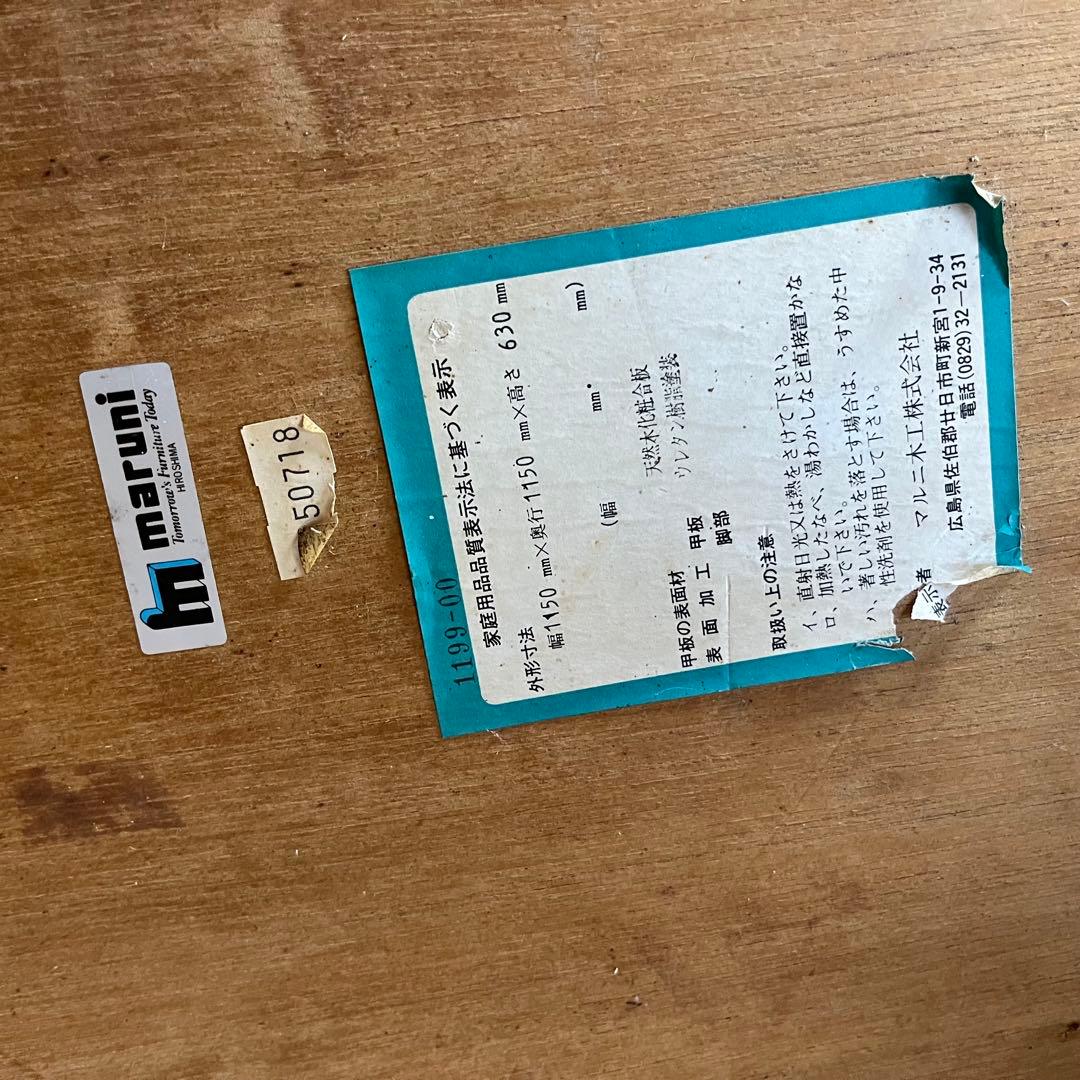 maruni
Tomorrow's Furniture Today
HIROSHIMA
50718
1199-00
家庭用品品質表示法に基づく表示
外形寸法
幅1150 mm×奥行1150 mm×高さ 630 mm
(幅 mm・ mm)
甲板の表面材 天然木化粧合板
表面加工 甲板 ウレタン樹脂塗装
脚部
取扱い上の注意
イ、直射日光又は熱をさけて下さい。
ロ、加熱したなべ、湯わかしなど直接置かな
いで下さい。
ハ、著しい汚れを落とす場合は、うすめた中
性洗剤を使用して下さい。
表示者 マルニ木工株式会社
広島県佐伯郡廿日市町新宮1-9-34
電話(0829)32-2131